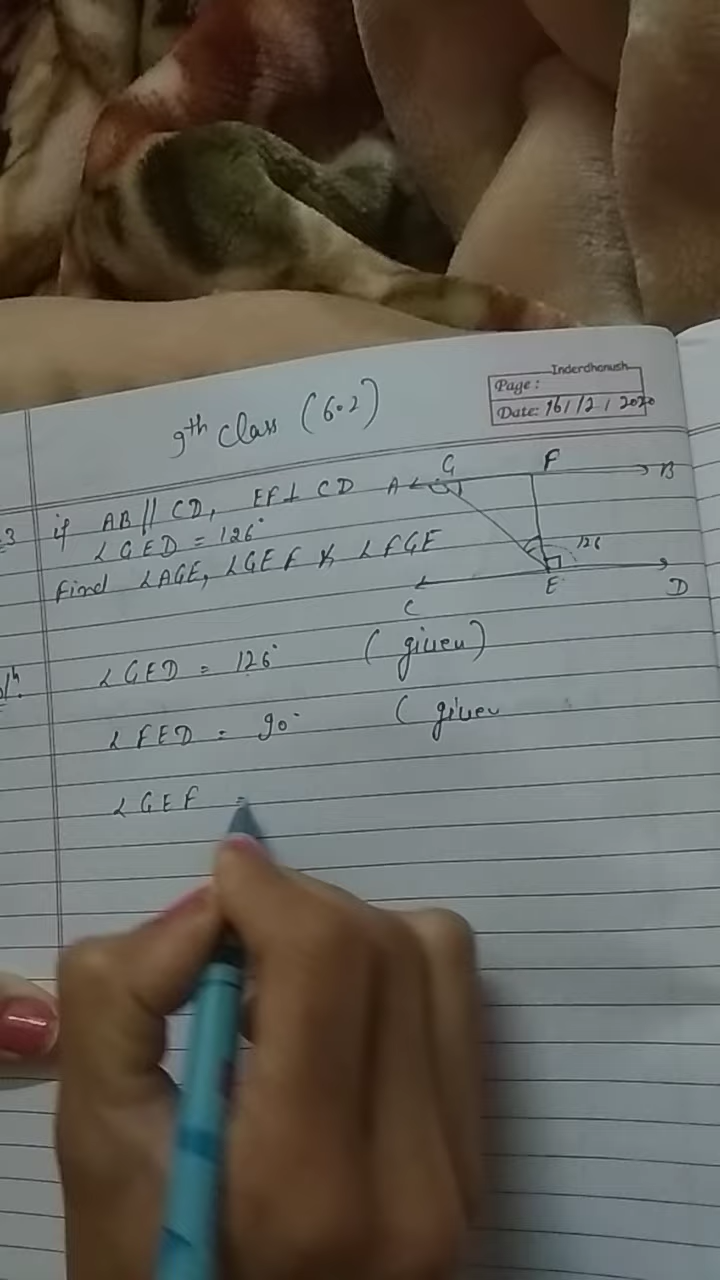 Inderdhanush
Page :
Date: 16/12/2020
9th class (6.2)
3 if AB || CD, EF ⊥ CD
∠GED = 126°
Find ∠AGE, ∠GEF & ∠FGE
A G F B
126
C E D
∠GED = 126° (given)
∠FED = 90° (given
∠GEF =